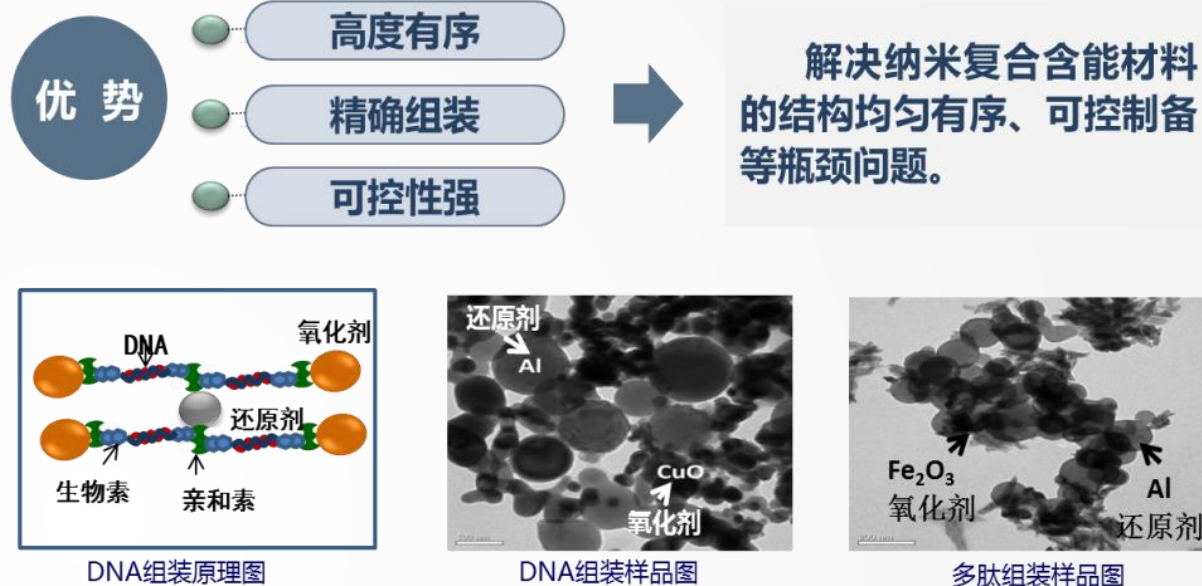 优 势
高度有序
精确组装
可控性强
解决纳米复合含能材料
的结构均匀有序、可控制备
等瓶颈问题。
DNA
氧化剂
还原剂
生物素
亲和素
DNA组装原理图
还原剂
Al
CuO
氧化剂
DNA组装样品图
Fe₂O₃
氧化剂
Al
还原剂
200 nm
多肽组装样品图